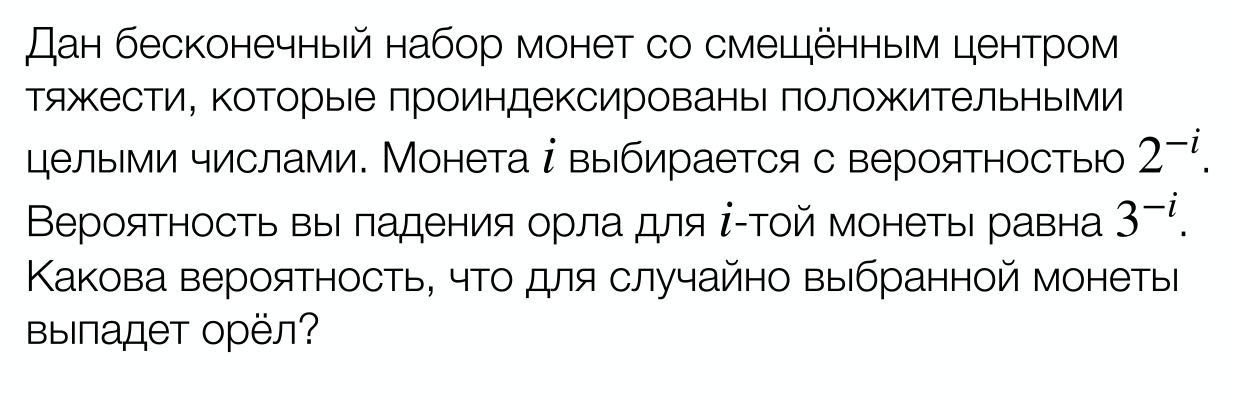 Дан бесконечный набор монет со смещённым центром
тяжести, которые проиндексированы положительными
целыми числами. Монета i выбирается с вероятностью 2⁻ⁱ.
Вероятность вы падения орла для i-той монеты равна 3⁻ⁱ.
Какова вероятность, что для случайно выбранной монеты
выпадет орёл?